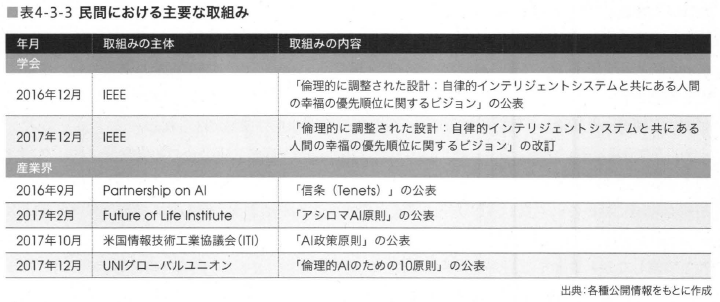 ■表4-3-3 民間における主要な取組み
年月 取組みの主体 取組みの内容
学会
2016年12月 IEEE 「倫理的に調整された設計：自律的インテリジェントシステムと共にある人間
の幸福の優先順位に関するビジョン」の公表
2017年12月 IEEE 「倫理的に調整された設計：自律的インテリジェントシステムと共にある
人間の幸福の優先順位に関するビジョン」の改訂
産業界
2016年9月 Partnership on AI 「信条（Tenets）」の公表
2017年2月 Future of Life Institute 「アシロマAI原則」の公表
2017年10月 米国情報技術工業協議会（ITI） 「AI政策原則」の公表
2017年12月 UNIグローバルユニオン 「倫理的AIのための10原則」の公表
出典：各種公開情報をもとに作成